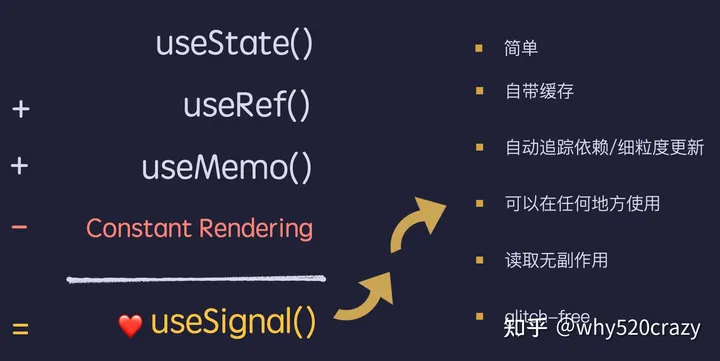 useState()
+ useRef()
+ useMemo()
− Constant Rendering
= ❤️ useSignal()
简单
自带缓存
自动追踪依赖/细粒度更新
可以在任何地方使用
读取无副作用
glitch-free
知乎 @why520crazy